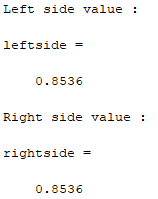 Left side value :
leftside =
0.8536
Right side value :
rightside =
0.8536